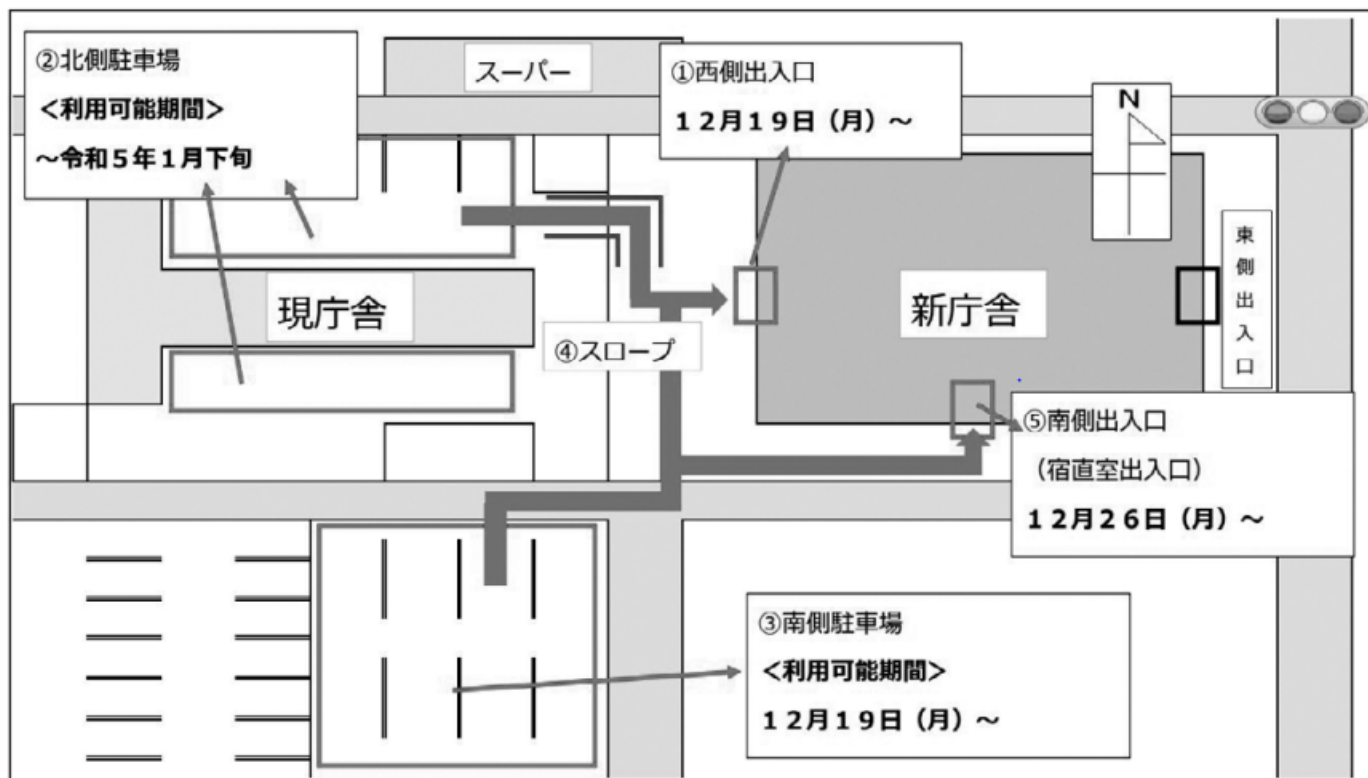 ②北側駐車場
＜利用可能期間＞
～令和５年１月下旬
スーパー
①西側出入口
１２月１９日（月）～
N
東側出入口
現庁舎
新庁舎
④スロープ
⑤南側出入口
（宿直室出入口）
１２月２６日（月）～
③南側駐車場
＜利用可能期間＞
１２月１９日（月）～